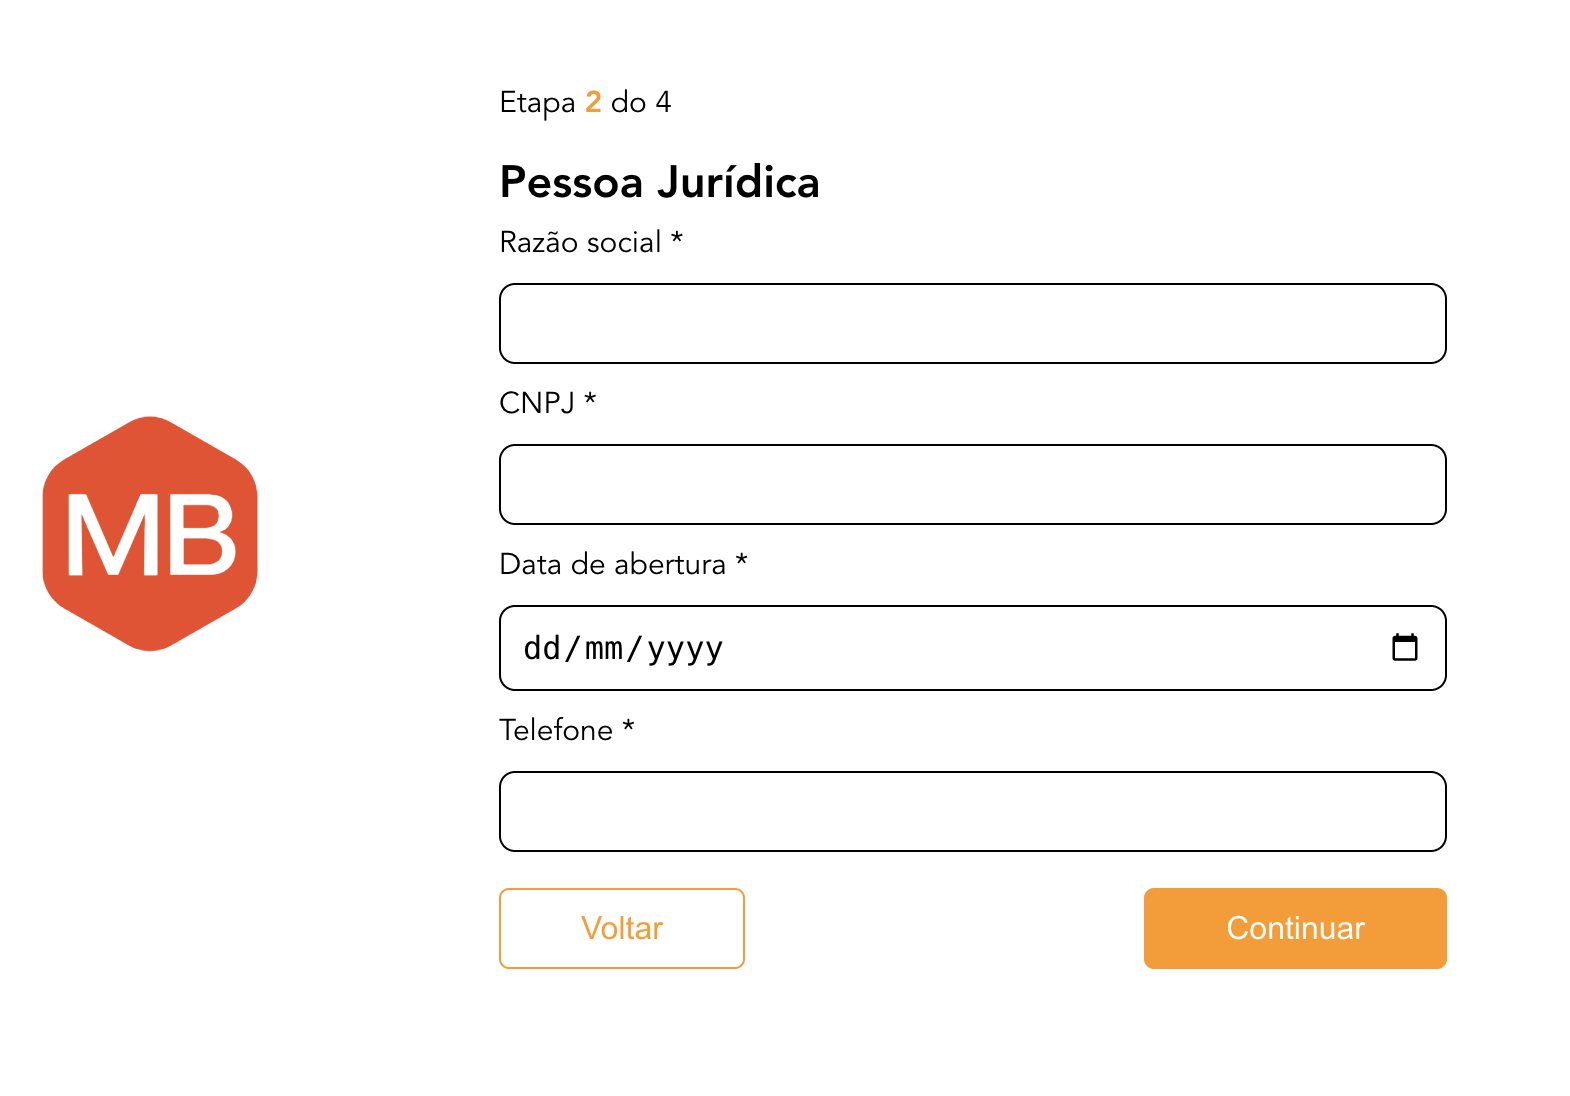 Etapa 2 do 4
Pessoa Jurídica
Razão social *
CNPJ *
MB
Data de abertura *
dd/mm/yyyy
Telefone *
Voltar
Continuar